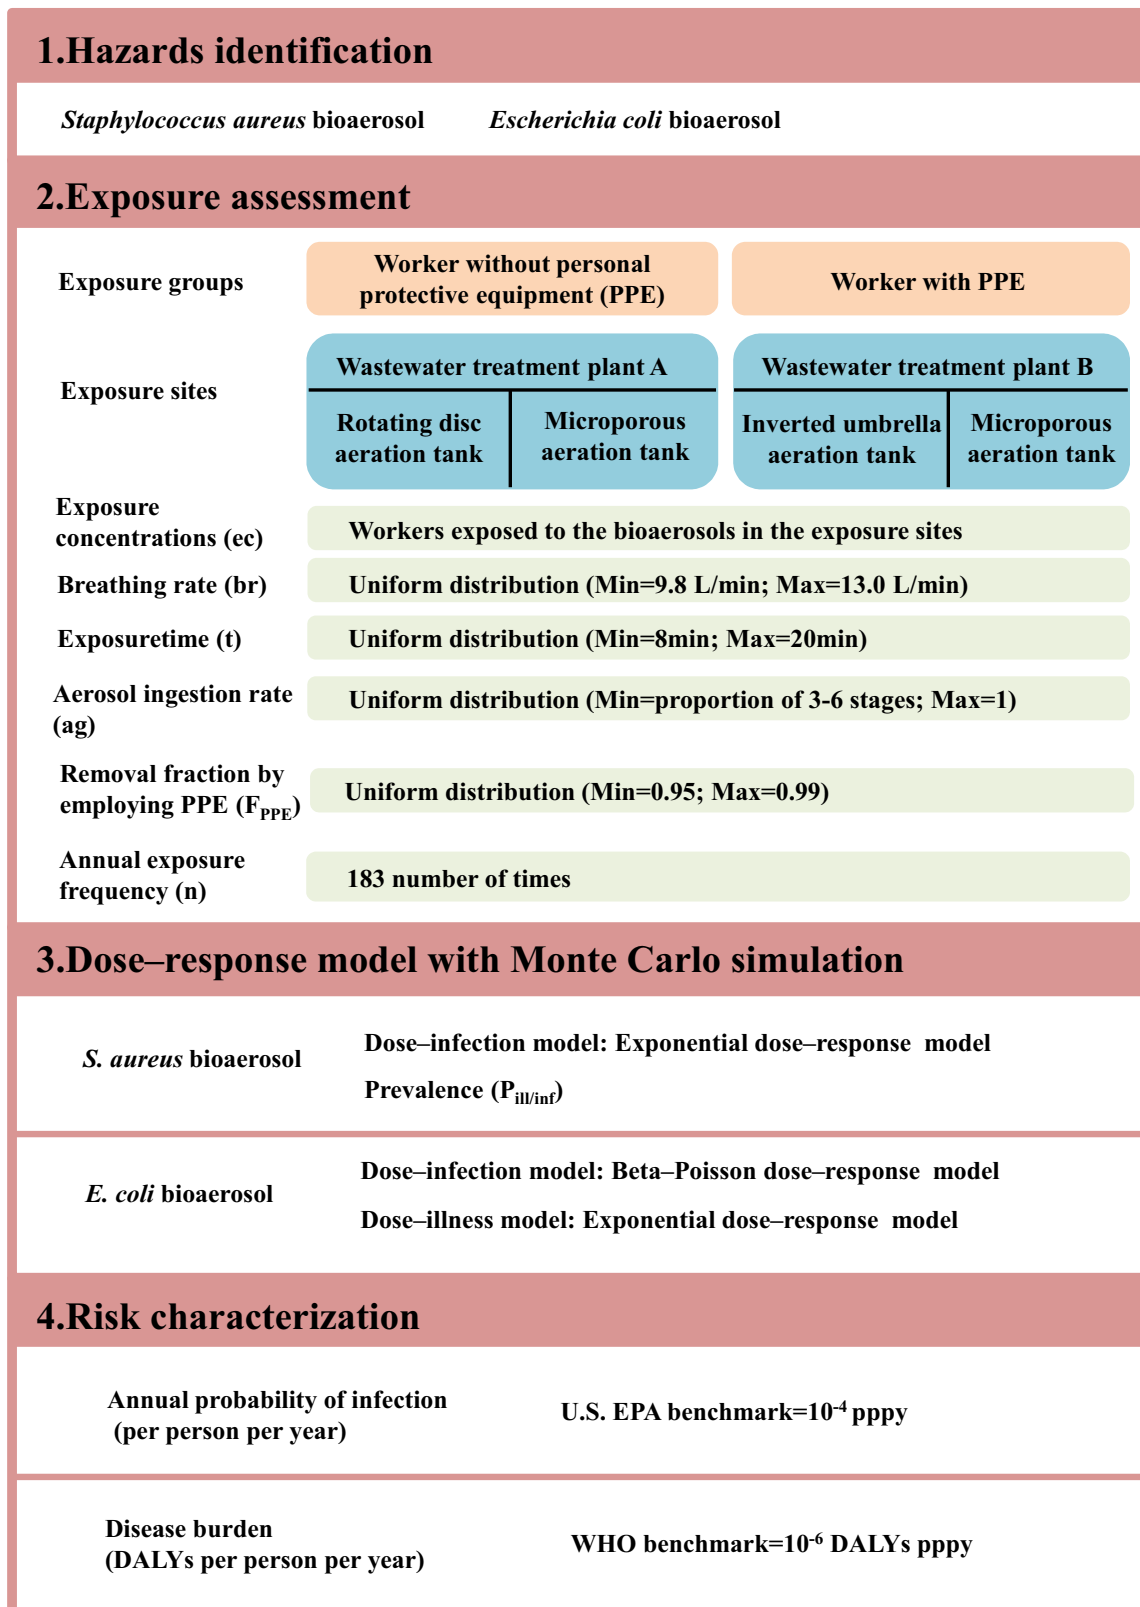 1.Hazards identification
Staphylococcus aureus bioaerosol
Escherichia coli bioaerosol
2.Exposure assessment
Exposure groups
Worker without personal
protective equipment (PPE)
Worker with PPE
Exposure sites
Wastewater treatment plant A
Rotating disc
aeration tank
Microporous
aeration tank
Wastewater treatment plant B
Inverted umbrella
aeration tank
Microporous
aeration tank
Exposure
concentrations (ec)
Workers exposed to the bioaerosols in the exposure sites
Breathing rate (br)
Uniform distribution (Min=9.8 L/min; Max=13.0 L/min)
Exposuretime (t)
Uniform distribution (Min=8min; Max=20min)
Aerosol ingestion rate
(ag)
Uniform distribution (Min=proportion of 3-6 stages; Max=1)
Removal fraction by
employing PPE (F_PPE)
Uniform distribution (Min=0.95; Max=0.99)
Annual exposure
frequency (n)
183 number of times
3.Dose–response model with Monte Carlo simulation
S. aureus bioaerosol
Dose–infection model: Exponential dose–response model
Prevalence (P_ill/inf)
E. coli bioaerosol
Dose–infection model: Beta–Poisson dose–response model
Dose–illness model: Exponential dose–response model
4.Risk characterization
Annual probability of infection
(per person per year)
U.S. EPA benchmark=10⁻⁴ pppy
Disease burden
(DALYs per person per year)
WHO benchmark=10⁻⁶ DALYs pppy